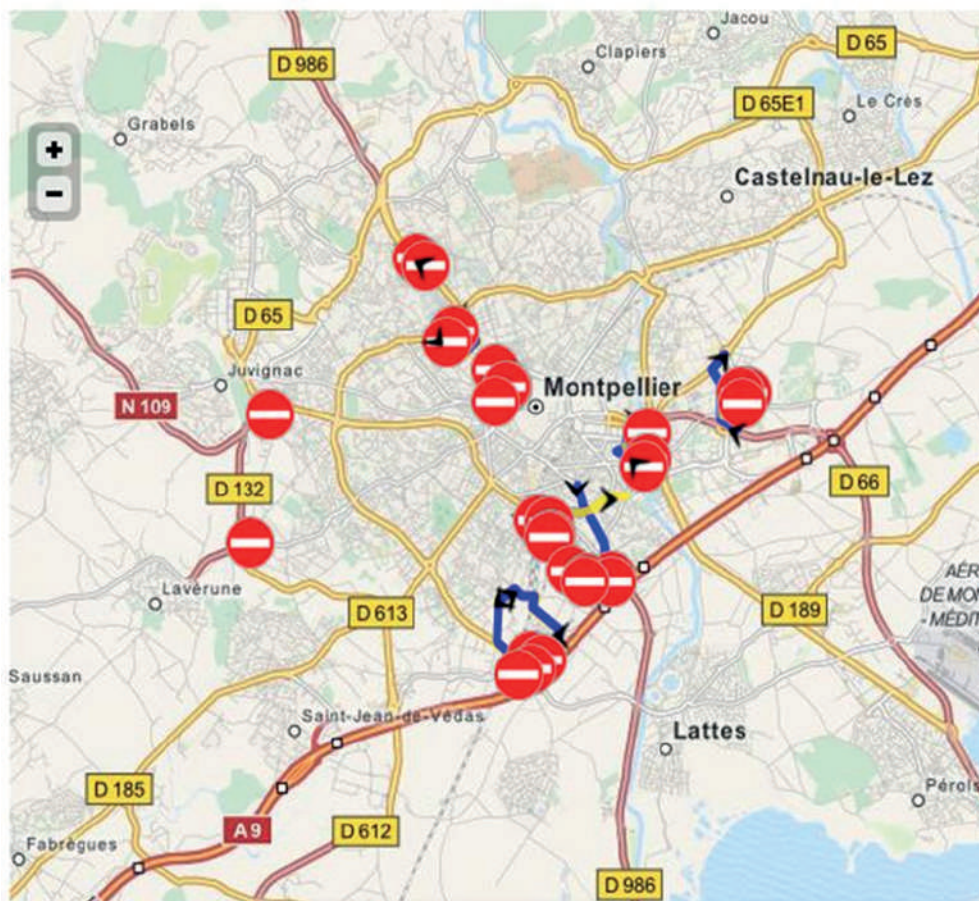 Jacou
D 65
Clapiers
D 986
D 65E1
Le Crès
Grabels
+
−
Castelnau-le-Lez
D 65
Juvignac
Montpellier
N 109
D 132
D 66
Lavérune
AÉR
DE MON
- MÉDIT
D 613
D 189
Saussan
Saint-Jean-de-Védas
Lattes
D 185
Pérols
A 9
D 612
Fabrègues
D 986